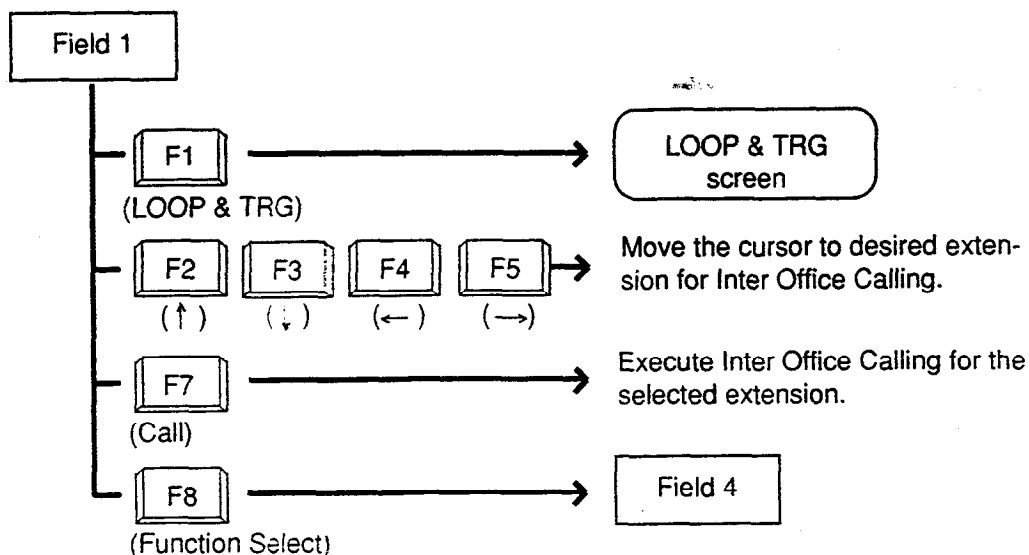 Field 1
F1
LOOP & TRG
screen
(LOOP & TRG)
F2 F3 F4 F5
Move the cursor to desired exten-
sion for Inter Office Calling.
(↑) (↓) (←) (→)
F7
Execute Inter Office Calling for the
selected extension.
(Call)
F8
Field 4
(Function Select)